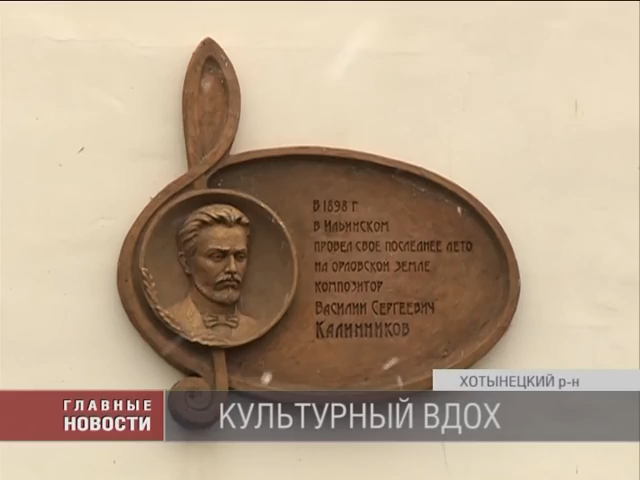 В 1898 г.
в Ильинском
провел свое последнее лето
на орловской земле
композитор
Василий Сергеевич
Калинников
ХОТЫНЕЦКИЙ р-н
ГЛАВНЫЕ
НОВОСТИ
КУЛЬТУРНЫЙ ВДОХ